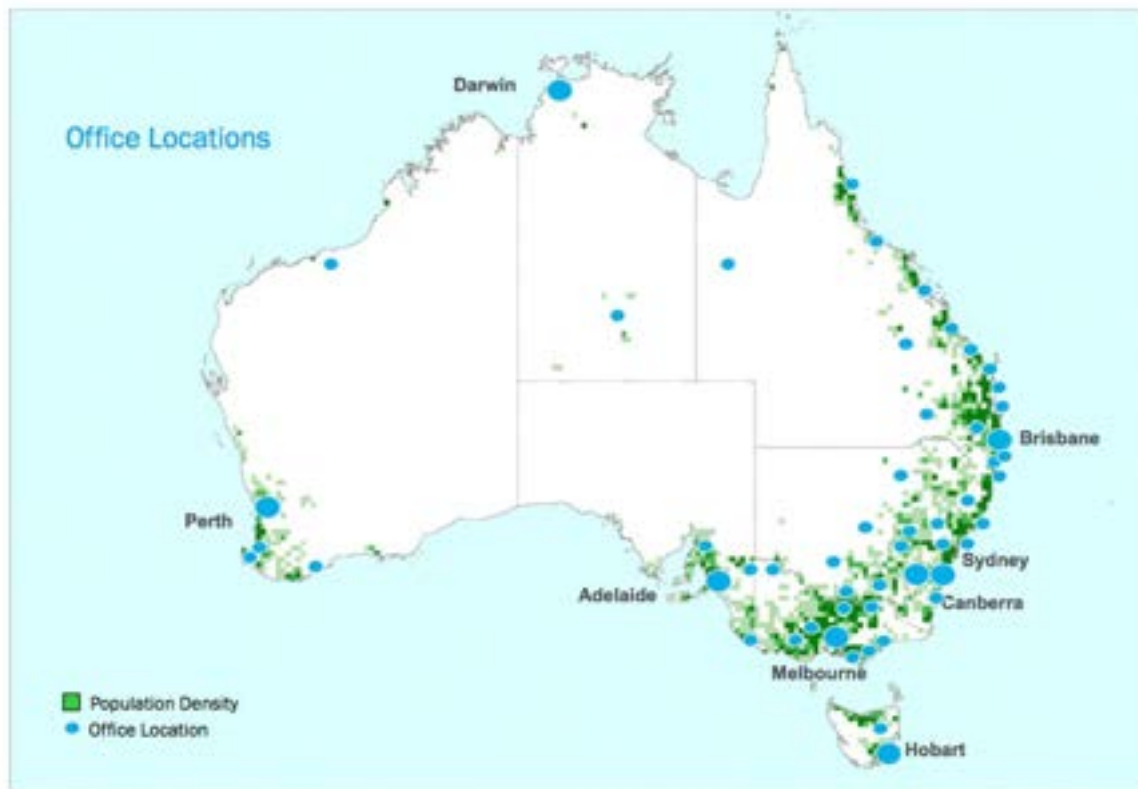 Darwin
Office Locations
Brisbane
Perth
Sydney
Adelaide
Canberra
Melbourne
Population Density
Office Location
Hobart